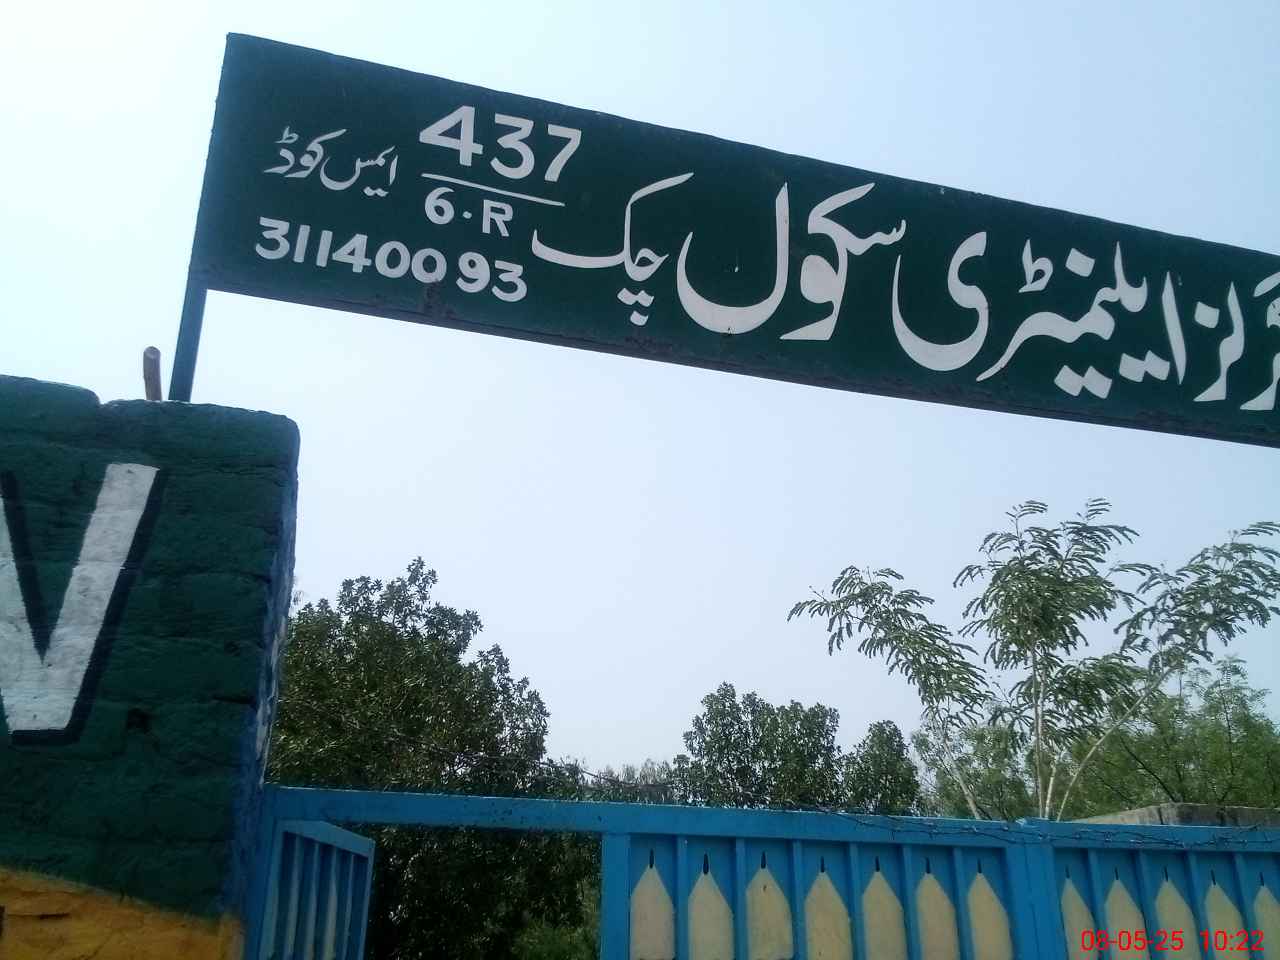 گرلز ایلیمنٹری سکول چک 437/6.R ایمس کوڈ
31140093
V
08-05-25 10:22